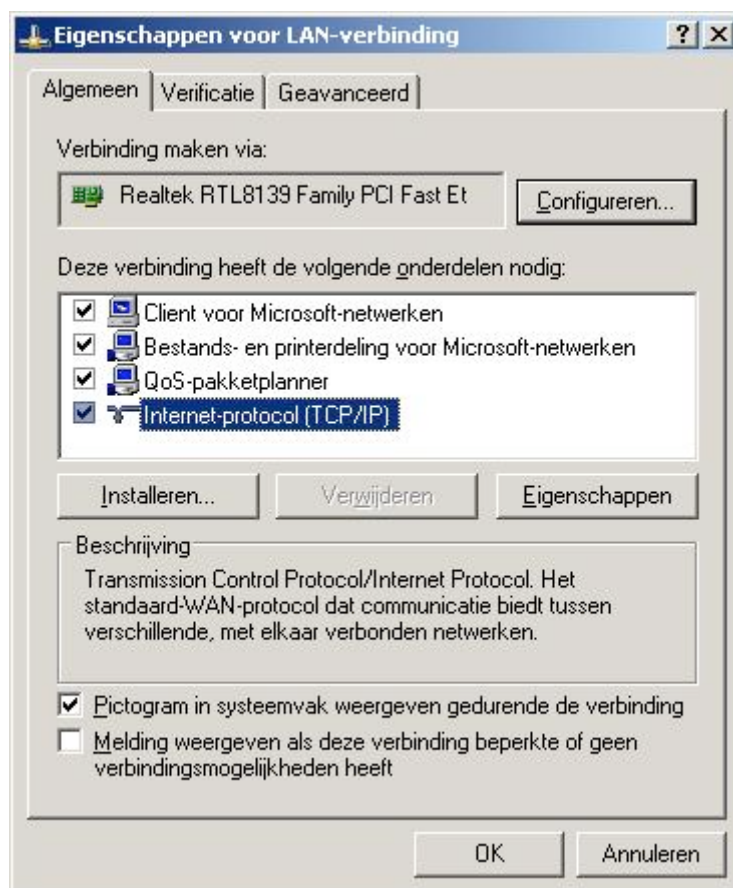 Eigenschappen voor LAN-verbinding
Algemeen Verificatie Geavanceerd
Verbinding maken via:
Realtek RTL8139 Family PCI Fast Et
Configureren...
Deze verbinding heeft de volgende onderdelen nodig:
Client voor Microsoft-netwerken
Bestands- en printerdeling voor Microsoft-netwerken
QoS-pakketplanner
Internet-protocol (TCP/IP)
Installeren... Verwijderen Eigenschappen
Beschrijving
Transmission Control Protocol/Internet Protocol. Het
standaard-WAN-protocol dat communicatie biedt tussen
verschillende, met elkaar verbonden netwerken.
Pictogram in systeemvak weergeven gedurende de verbinding
Melding weergeven als deze verbinding beperkte of geen
verbindingsmogelijkheden heeft
OK Annuleren